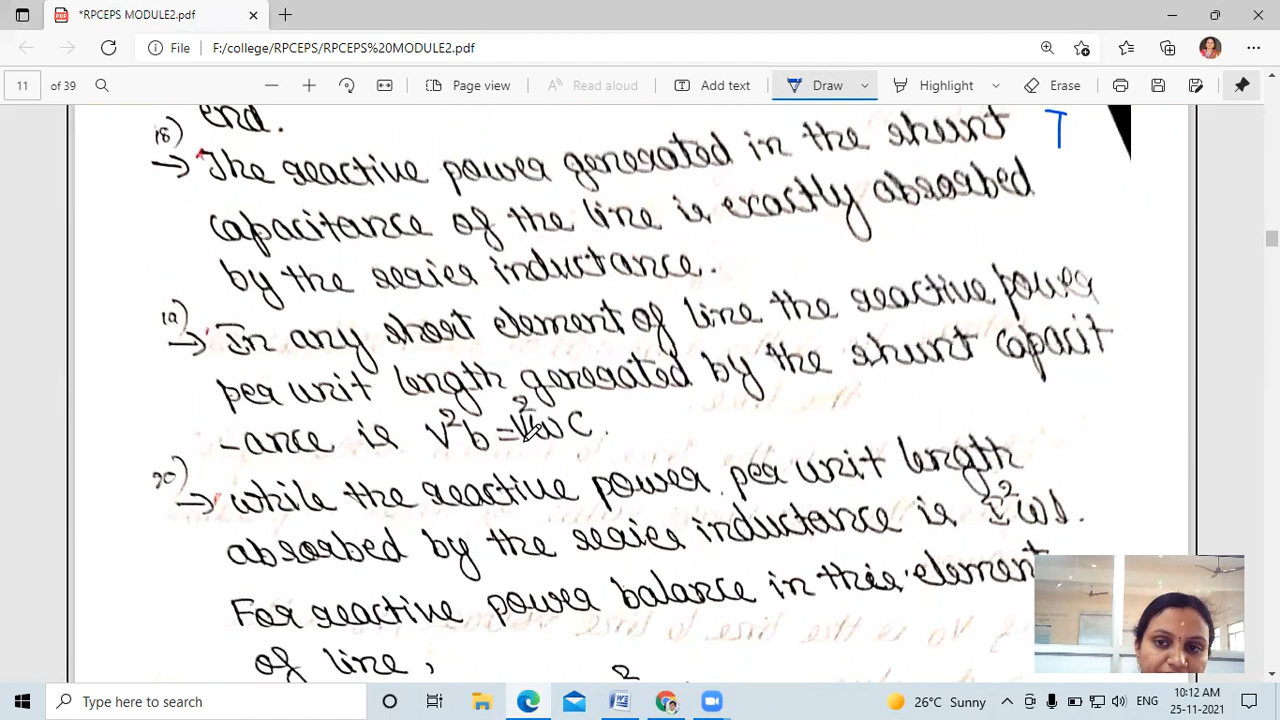 *RPCEPS MODULE2.pdf
File F:/college/RPCEPS/RPCEPS%20MODULE2.pdf
11 of 39 Page view Read aloud Add text Draw Highlight Erase
end.
18)
→ The reactive power generated in the shunt T
capacitance of the line is exactly absorbed
by the series inductance.
19)
→ In any short element of line the reactive power
per unit length generated by the shunt capacit
-ance is V²b = V²ωC.
20)
→ while the reactive power per unit length
absorbed by the series inductance is I²ωl.
For reactive power balance in this element
of line,
2
Type here to search 26°C Sunny ENG 10:12 AM
25-11-2021